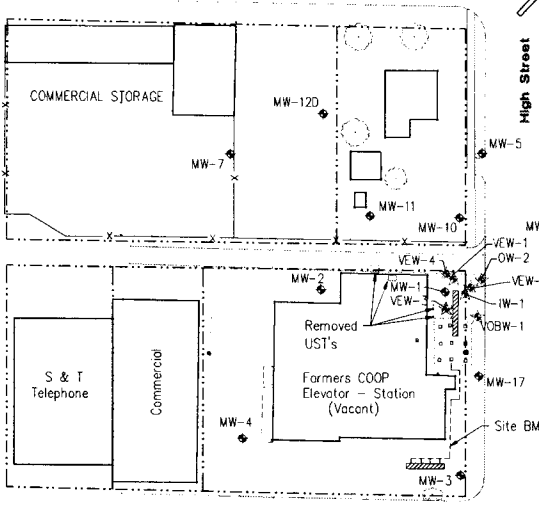 High Street
COMMERCIAL STORAGE
MW-12D
MW-7
MW-5
MW-11
MW-10
MW
VEW-1
VEW-4
OW-2
MW-2
MW-1
VEW-
VEW-3
IW-1
Removed
UST's
VOBW-1
S & T
Telephone
Commercial
Farmers COOP
Elevator - Station
(Vacant)
MW-17
MW-4
Site BM
MW-3